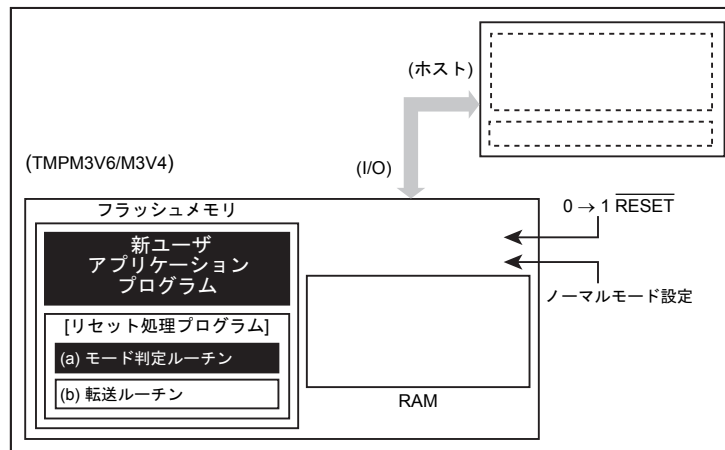 (ホスト)
(TMPM3V6/M3V4)
(I/O)
フラッシュメモリ
0 → 1 RESET
新ユーザ
アプリケーション
プログラム
ノーマルモード設定
[リセット処理プログラム]
(a) モード判定ルーチン
(b) 転送ルーチン
RAM